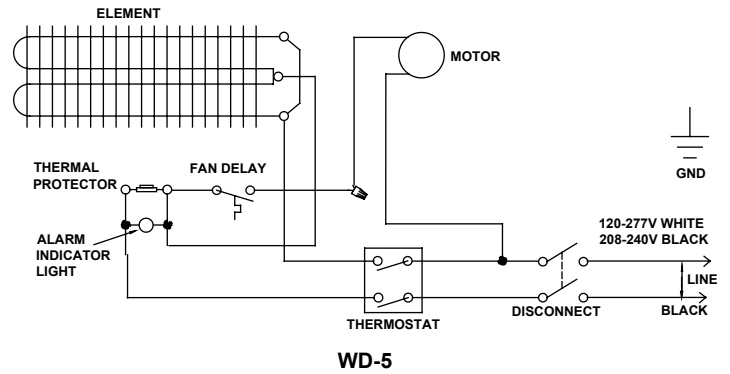 ELEMENT
MOTOR
GND
THERMAL
PROTECTOR
FAN DELAY
ALARM
INDICATOR
LIGHT
120-277V WHITE
208-240V BLACK
LINE
BLACK
DISCONNECT
THERMOSTAT
WD-5